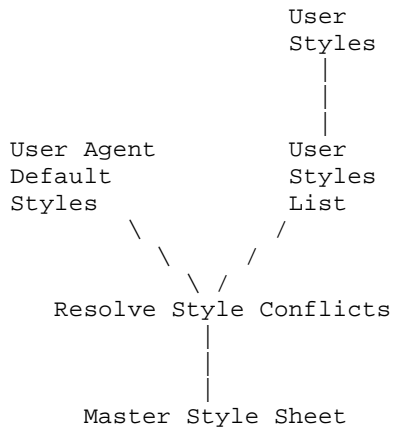 User
Styles
User Agent User
Default Styles
Styles List
Resolve Style Conflicts
Master Style Sheet